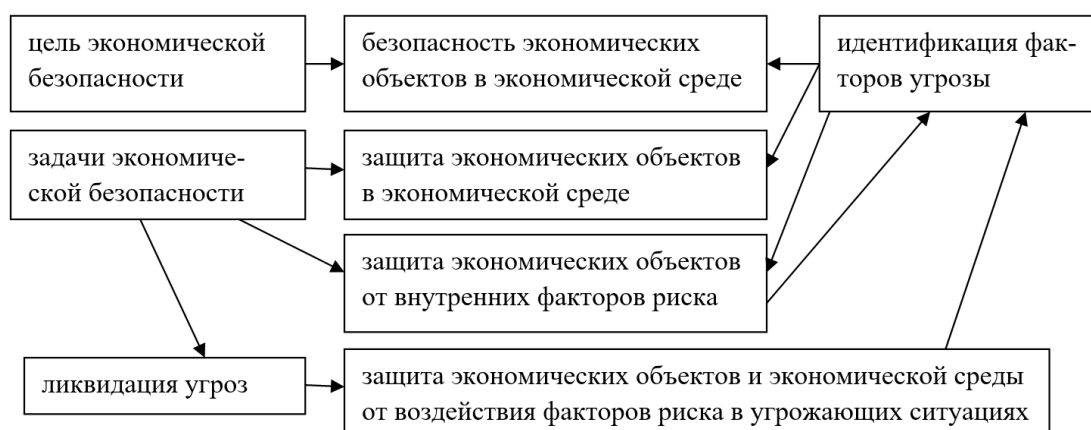 цель экономической
безопасности
безопасность экономических
объектов в экономической среде
идентификация фак-
торов угрозы
задачи экономиче-
ской безопасности
защита экономических объектов
в экономической среде
защита экономических объектов
от внутренних факторов риска
ликвидация угроз
защита экономических объектов и экономической среды
от воздействия факторов риска в угрожающих ситуациях